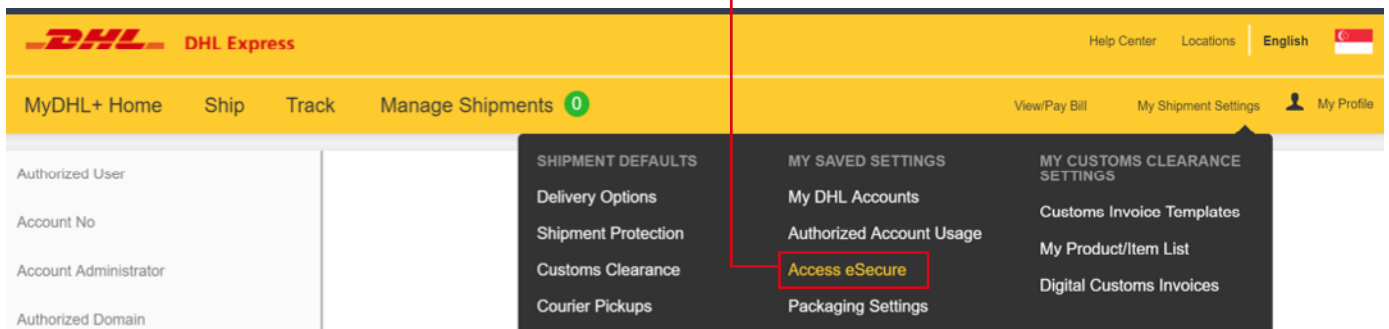 DHL DHL Express
Help Center Locations English
MyDHL+ Home Ship Track Manage Shipments 0
View/Pay Bill My Shipment Settings My Profile
Authorized User
Account No
Account Administrator
Authorized Domain
SHIPMENT DEFAULTS
Delivery Options
Shipment Protection
Customs Clearance
Courier Pickups
MY SAVED SETTINGS
My DHL Accounts
Authorized Account Usage
Access eSecure
Packaging Settings
MY CUSTOMS CLEARANCE
SETTINGS
Customs Invoice Templates
My Product/Item List
Digital Customs Invoices